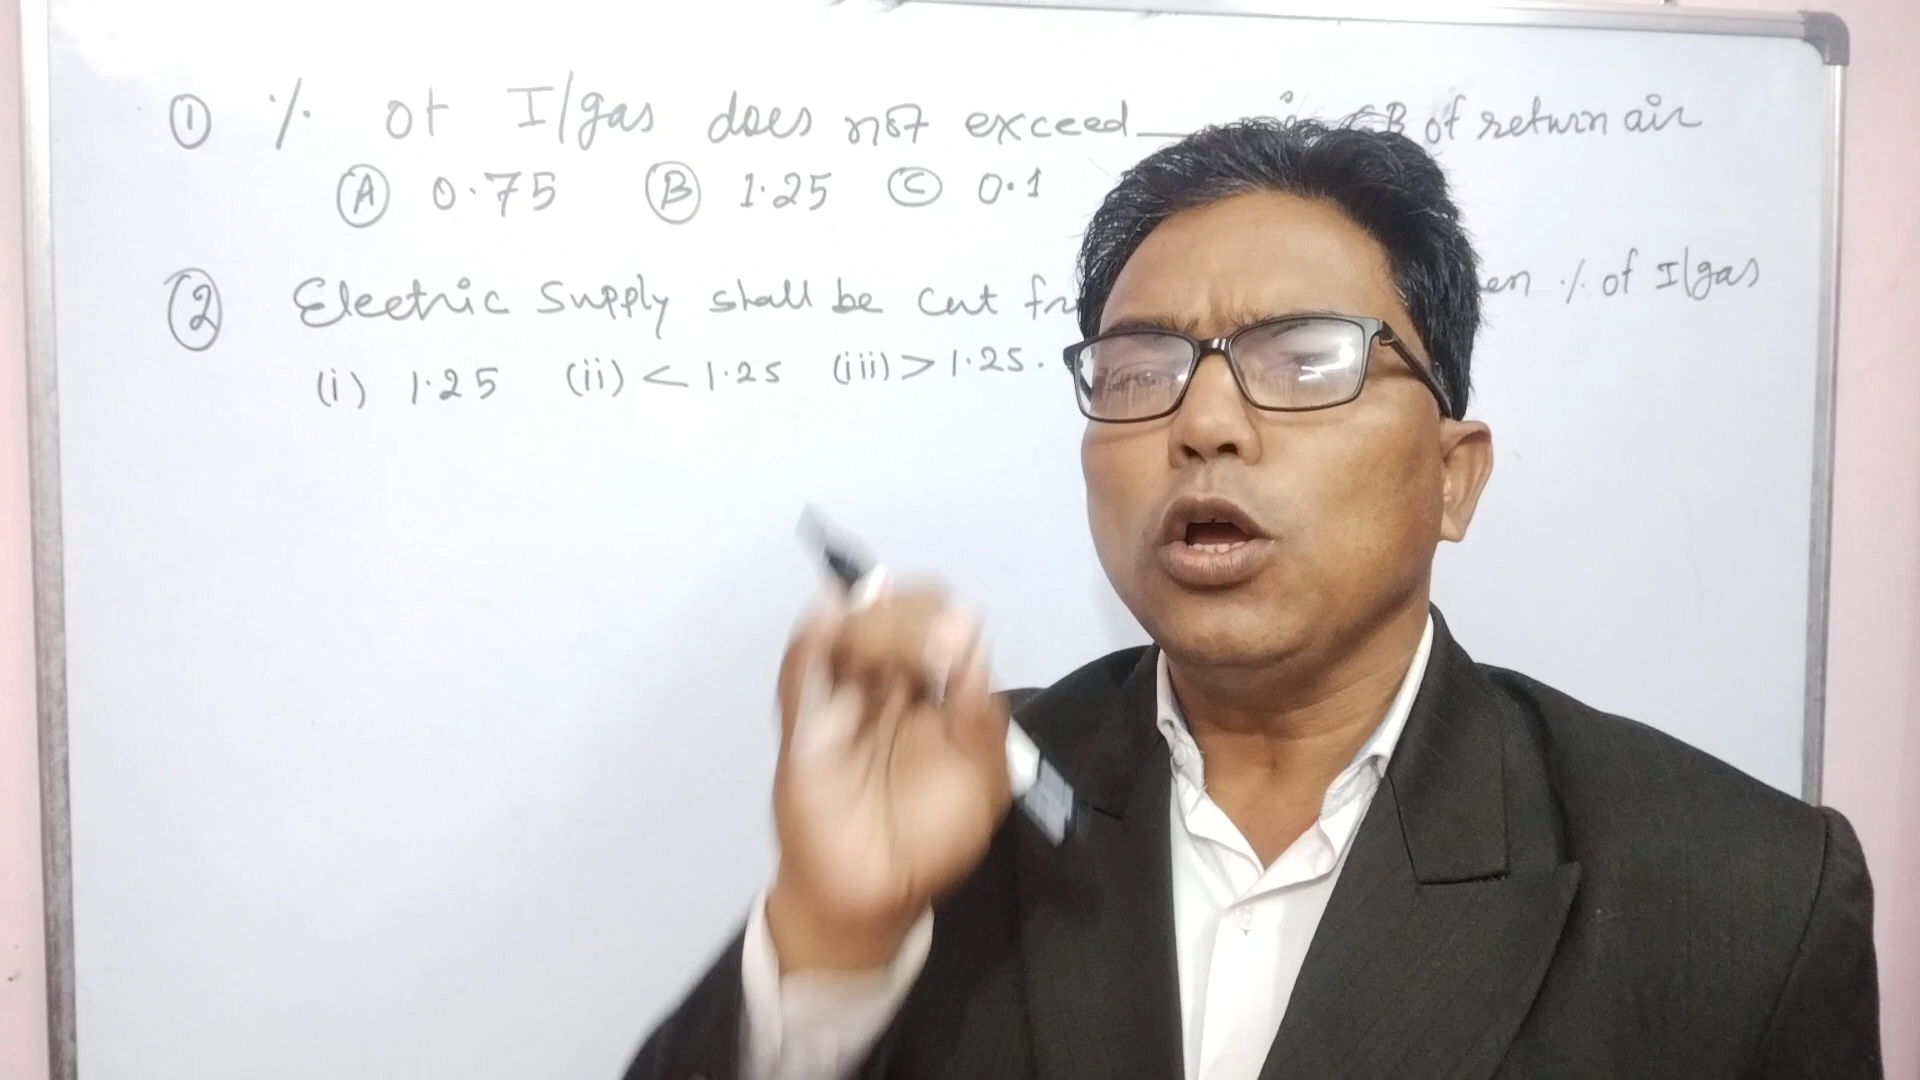 ① % of I/gas does not exceed of return air
Ⓐ 0.75 Ⓑ 1.25 Ⓒ 0.1
② Electric Supply shall be cut % of I/gas
(i) 1.25 (ii) < 1.25 (iii) > 1.25.